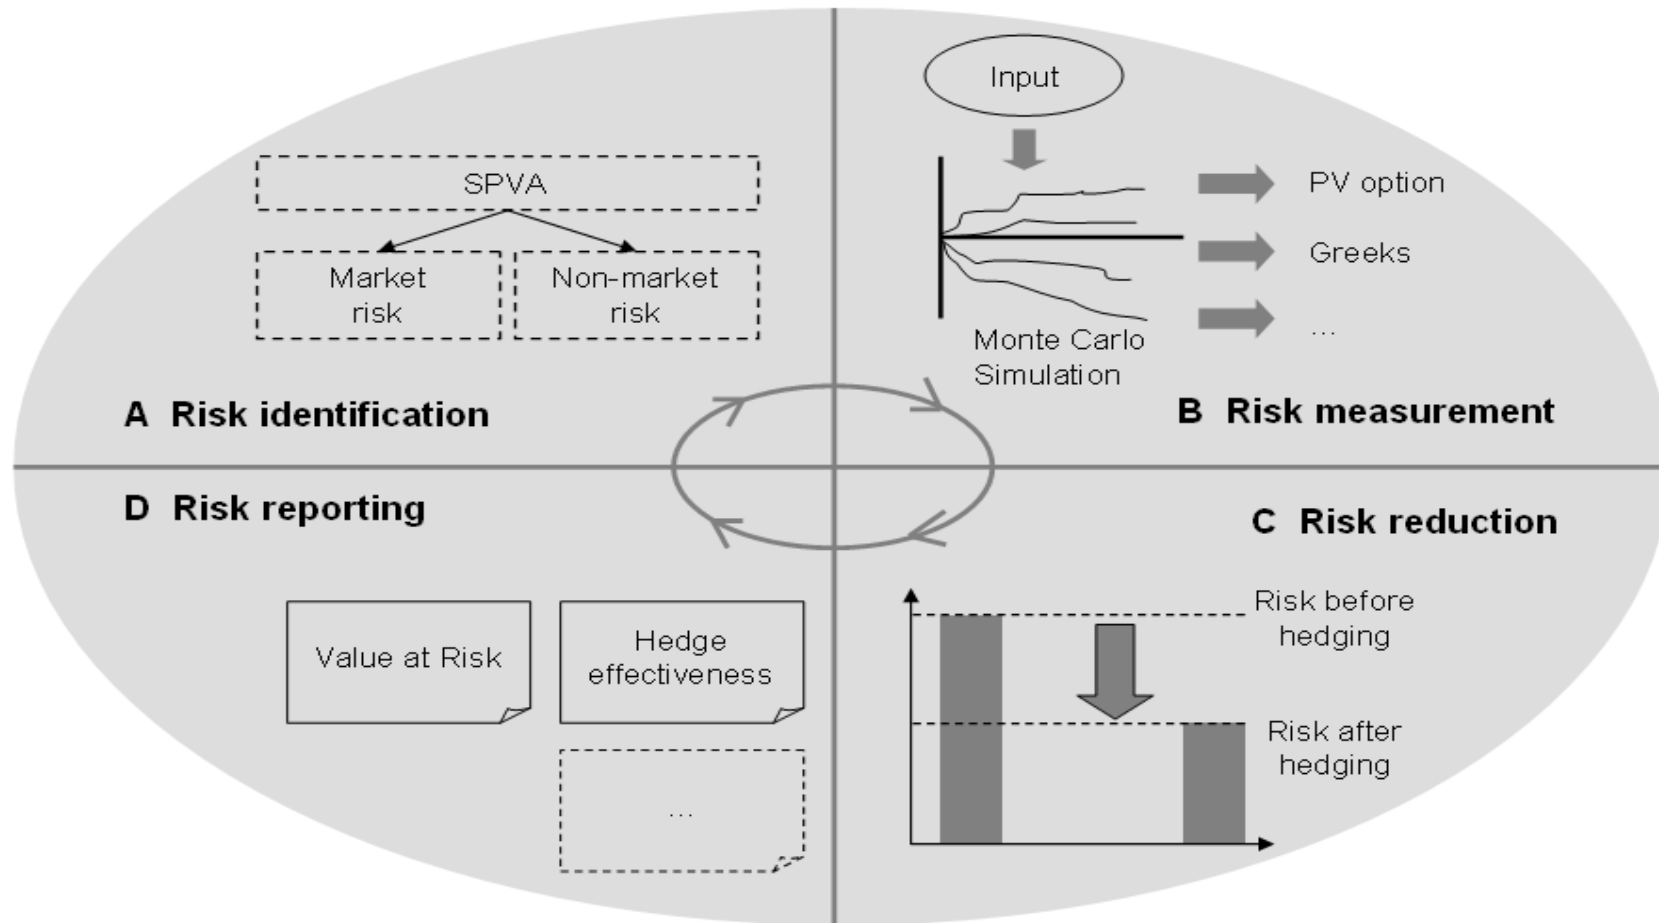 SPVA
Market
risk
Non-market
risk
A Risk identification
Input
PV option
Greeks
...
Monte Carlo
Simulation
B Risk measurement
D Risk reporting
Value at Risk
Hedge
effectiveness
...
C Risk reduction
Risk before
hedging
Risk after
hedging